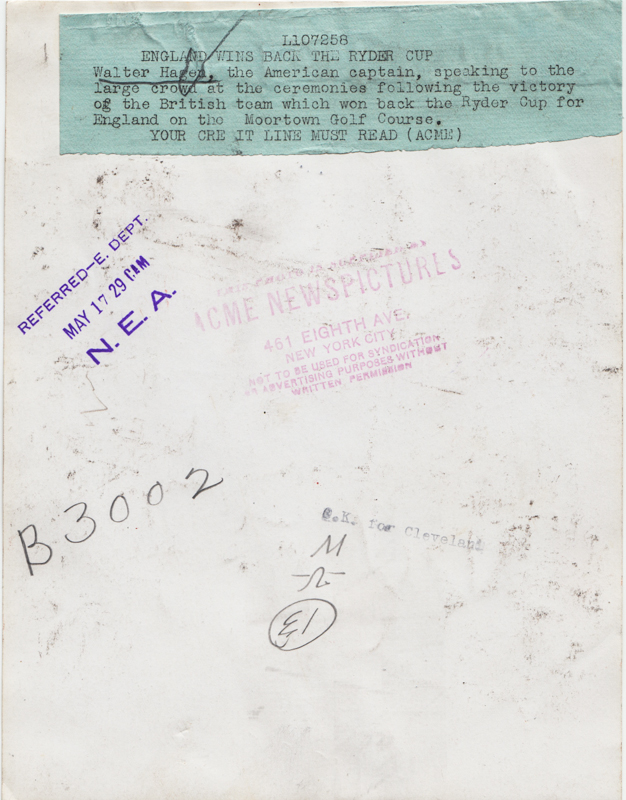 L107258
ENGLAND WINS BACK THE RYDER CUP
Walter Hagen, the American captain, speaking to the
large crowd at the ceremonies following the victory
of the British team which won back the Ryder Cup for
England on the Moortown Golf Course.
YOUR CRE IT LINE MUST READ (ACME)
REFERRED—E. DEPT.
MAY 17 29 AM
N. E. A.
ACME NEWSPICTURES
461 EIGHTH AVE,
NEW YORK CITY
NOT TO BE USED FOR SYNDICATION
OR ADVERTISING PURPOSES WITHOUT
WRITTEN PERMISSION
B3002
O.K. for Cleveland
13